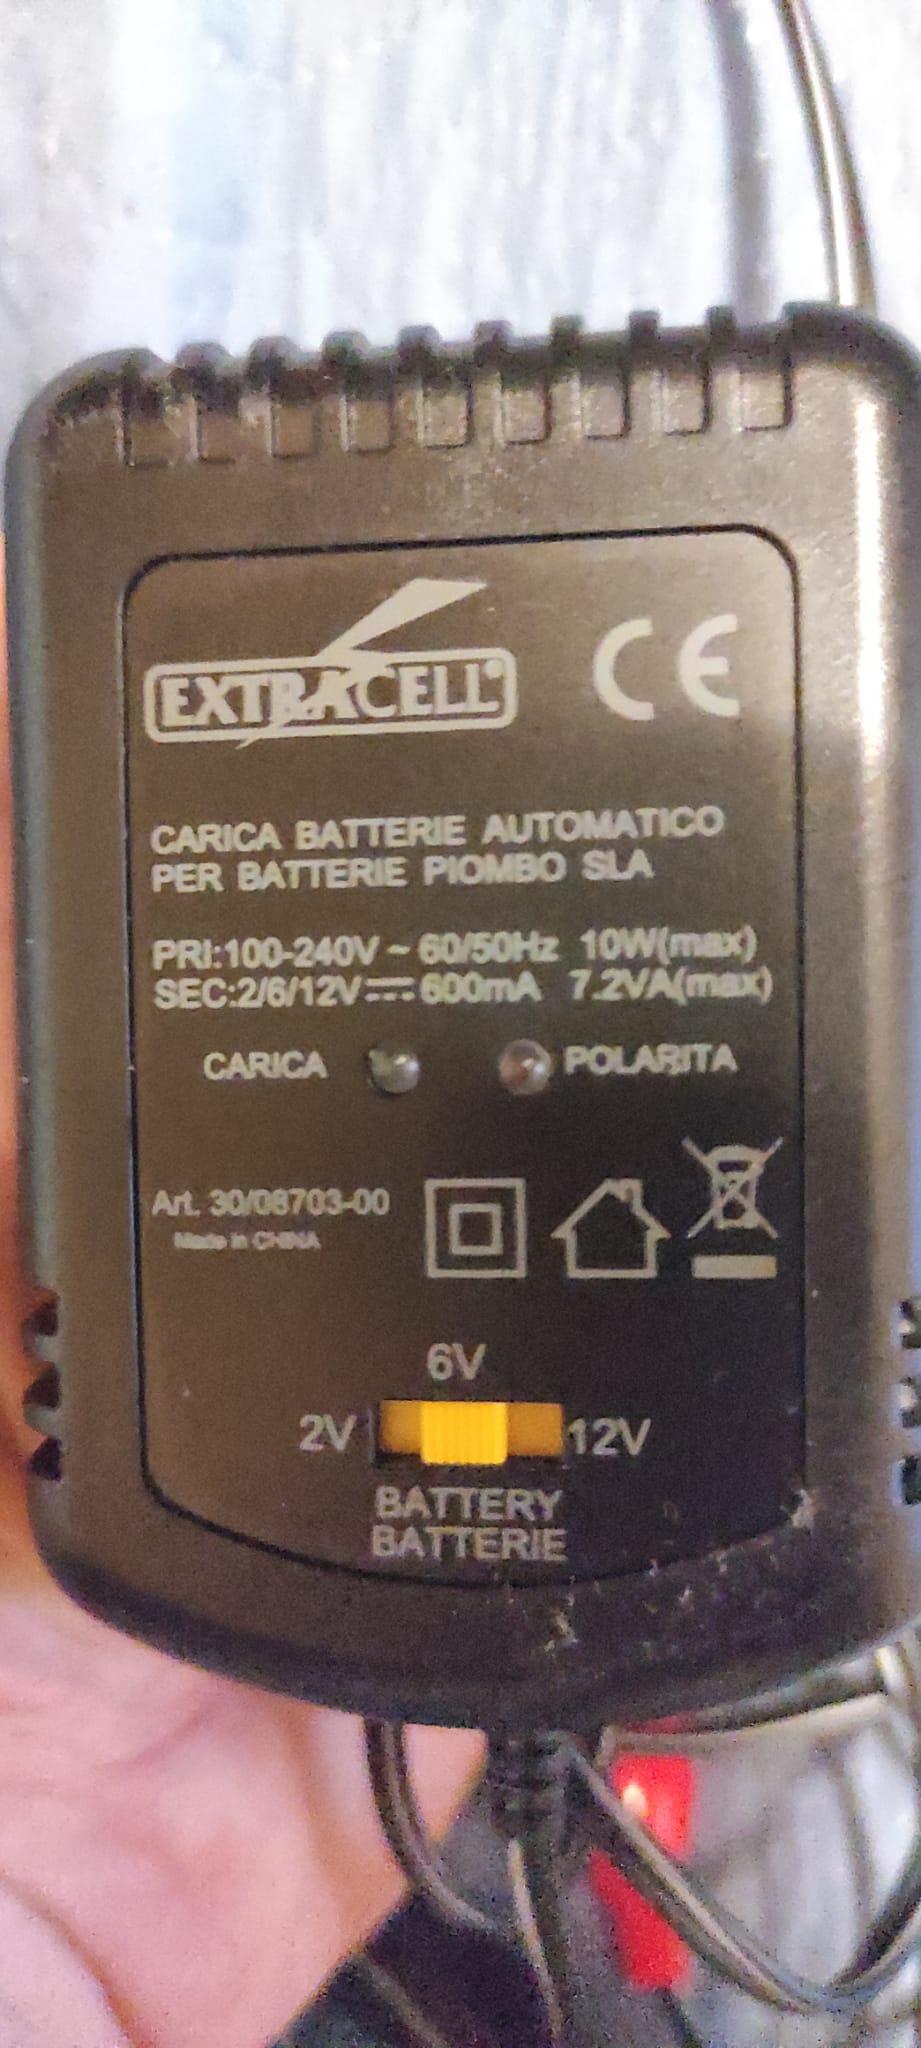 EXTRACELL®
CE
CARICA BATTERIE AUTOMATICO
PER BATTERIE PIOMBO SLA
PRI:100-240V ~ 60/50Hz 10W(max)
SEC:2/6/12V⎓600mA 7.2VA(max)
CARICA POLARITA
Art. 30/08703-00
Made in CHINA
6V
2V 12V
BATTERY
BATTERIE